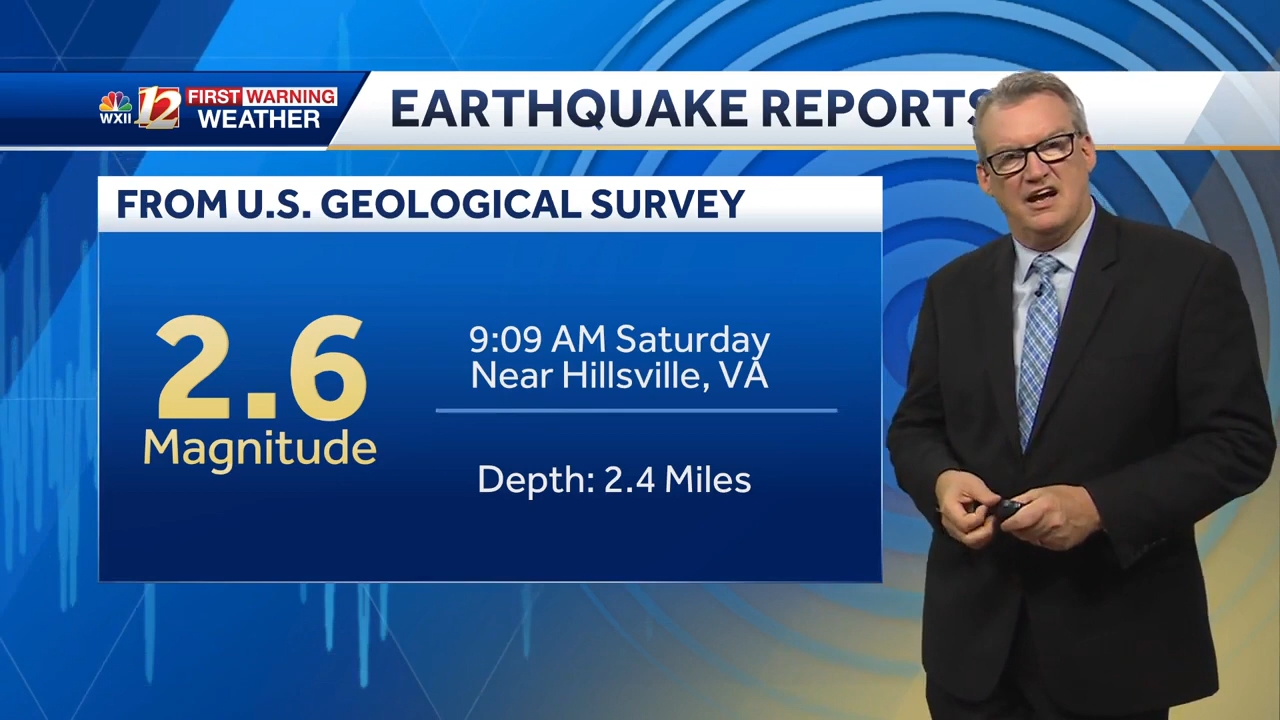 WXII 12 FIRST WARNING
WEATHER
EARTHQUAKE REPORTS
FROM U.S. GEOLOGICAL SURVEY
2.6
Magnitude
9:09 AM Saturday
Near Hillsville, VA
Depth: 2.4 Miles